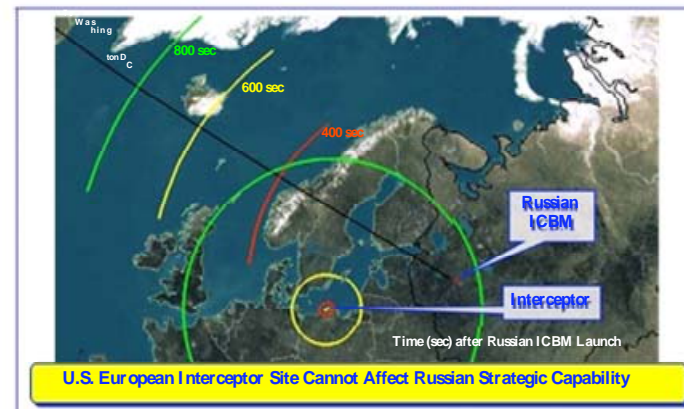 Was
hing
ton D
C
800 sec
600 sec
400 sec
Russian
ICBM
Interceptor
Time (sec) after Russian ICBM Launch
U.S. European Interceptor Site Cannot Affect Russian Strategic Capability